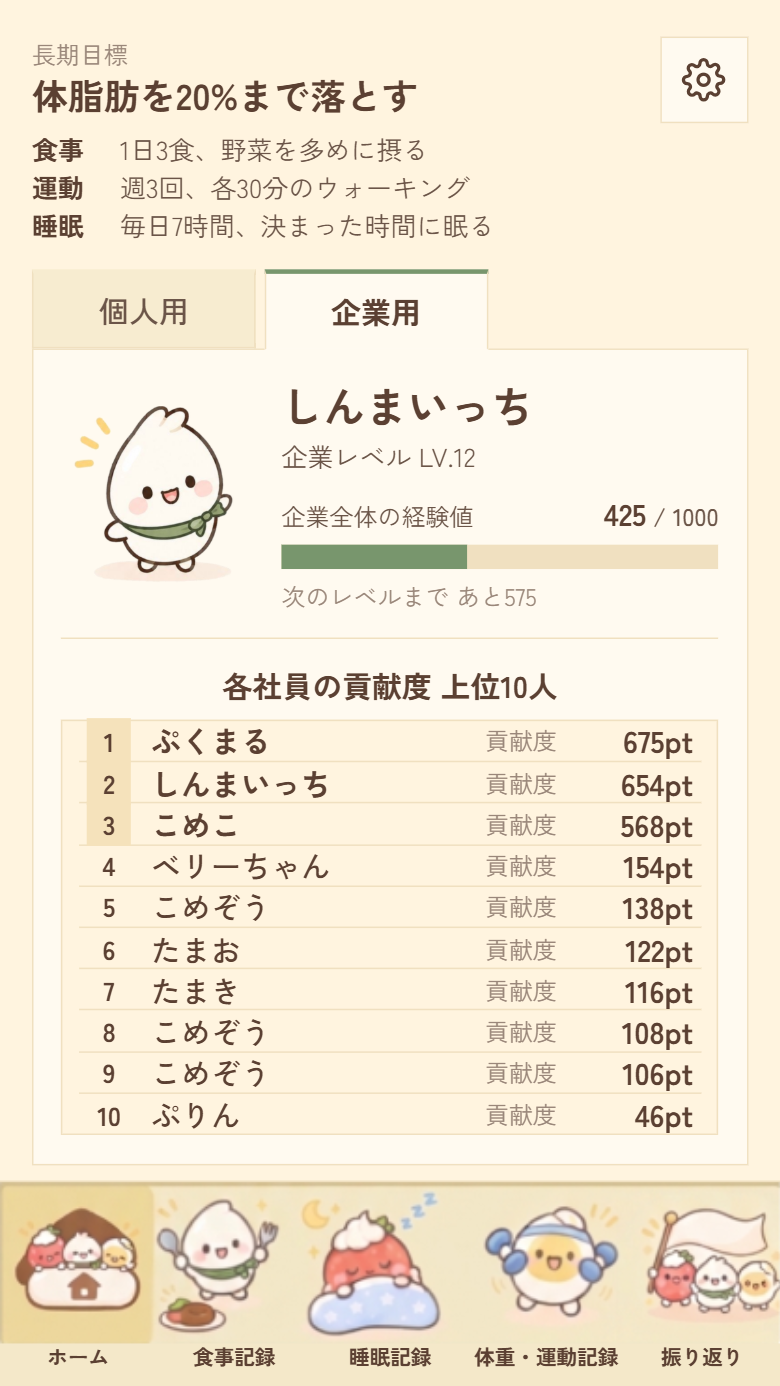 長期目標
体脂肪を20%まで落とす
食事 1日3食、野菜を多めに摂る
運動 週3回、各30分のウォーキング
睡眠 毎日7時間、決まった時間に眠る
個人用 企業用
しんまいっち
企業レベル LV.12
企業全体の経験値 425 / 1000
次のレベルまで あと575
各社員の貢献度 上位10人
1 ぷくまる 貢献度 675pt
2 しんまいっち 貢献度 654pt
3 こめこ 貢献度 568pt
4 ベリーちゃん 貢献度 154pt
5 こめぞう 貢献度 138pt
6 たまお 貢献度 122pt
7 たまき 貢献度 116pt
8 こめぞう 貢献度 108pt
9 こめぞう 貢献度 106pt
10 ぷりん 貢献度 46pt
ホーム 食事記録 睡眠記録 体重・運動記録 振り返り